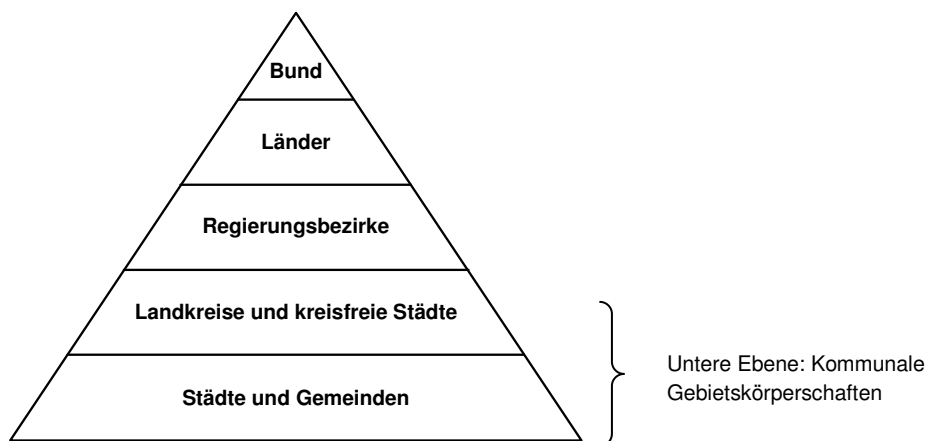 Bund
Länder
Regierungsbezirke
Landkreise und kreisfreie Städte
Städte und Gemeinden
Untere Ebene: Kommunale
Gebietskörperschaften